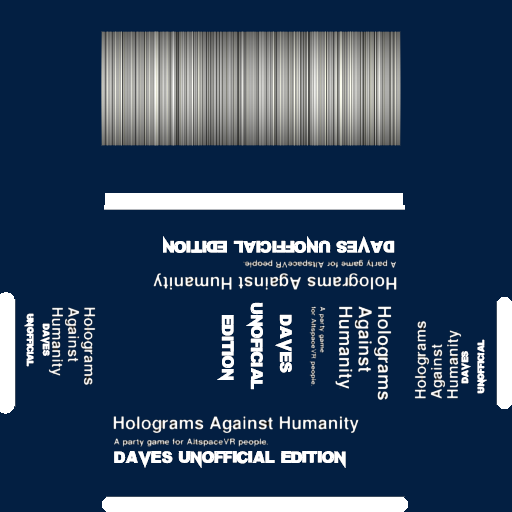 DAVES UNOFFICIAL EDITION
A party game for AltspaceVR people.
Holograms Against Humanity
Holograms
Against
Humanity
DAVES
UNOFFICIAL
Holograms
Against
Humanity
A party game
for AltspaceVR people.
DAVES
UNOFICIAL
EDITION
Holograms
Against
Humanity
DAVES
UNOFFICIAL
Holograms Against Humanity
A party game for AltspaceVR people.
DAVES UNOFFICIAL EDITION